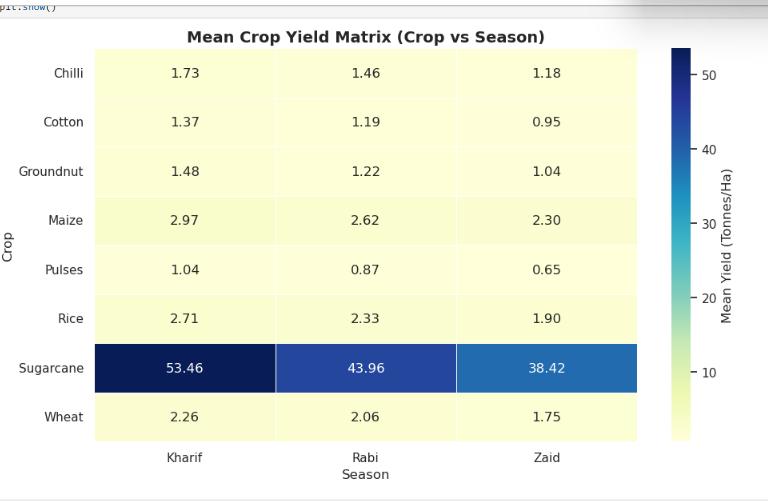 plt.show()
Mean Crop Yield Matrix (Crop vs Season)
Chilli 1.73 1.46 1.18
Cotton 1.37 1.19 0.95
Groundnut 1.48 1.22 1.04
Maize 2.97 2.62 2.30
Pulses 1.04 0.87 0.65
Rice 2.71 2.33 1.90
Sugarcane 53.46 43.96 38.42
Wheat 2.26 2.06 1.75
Kharif Rabi Zaid
Season
Crop
50
40
30
20
10
Mean Yield (Tonnes/Ha)